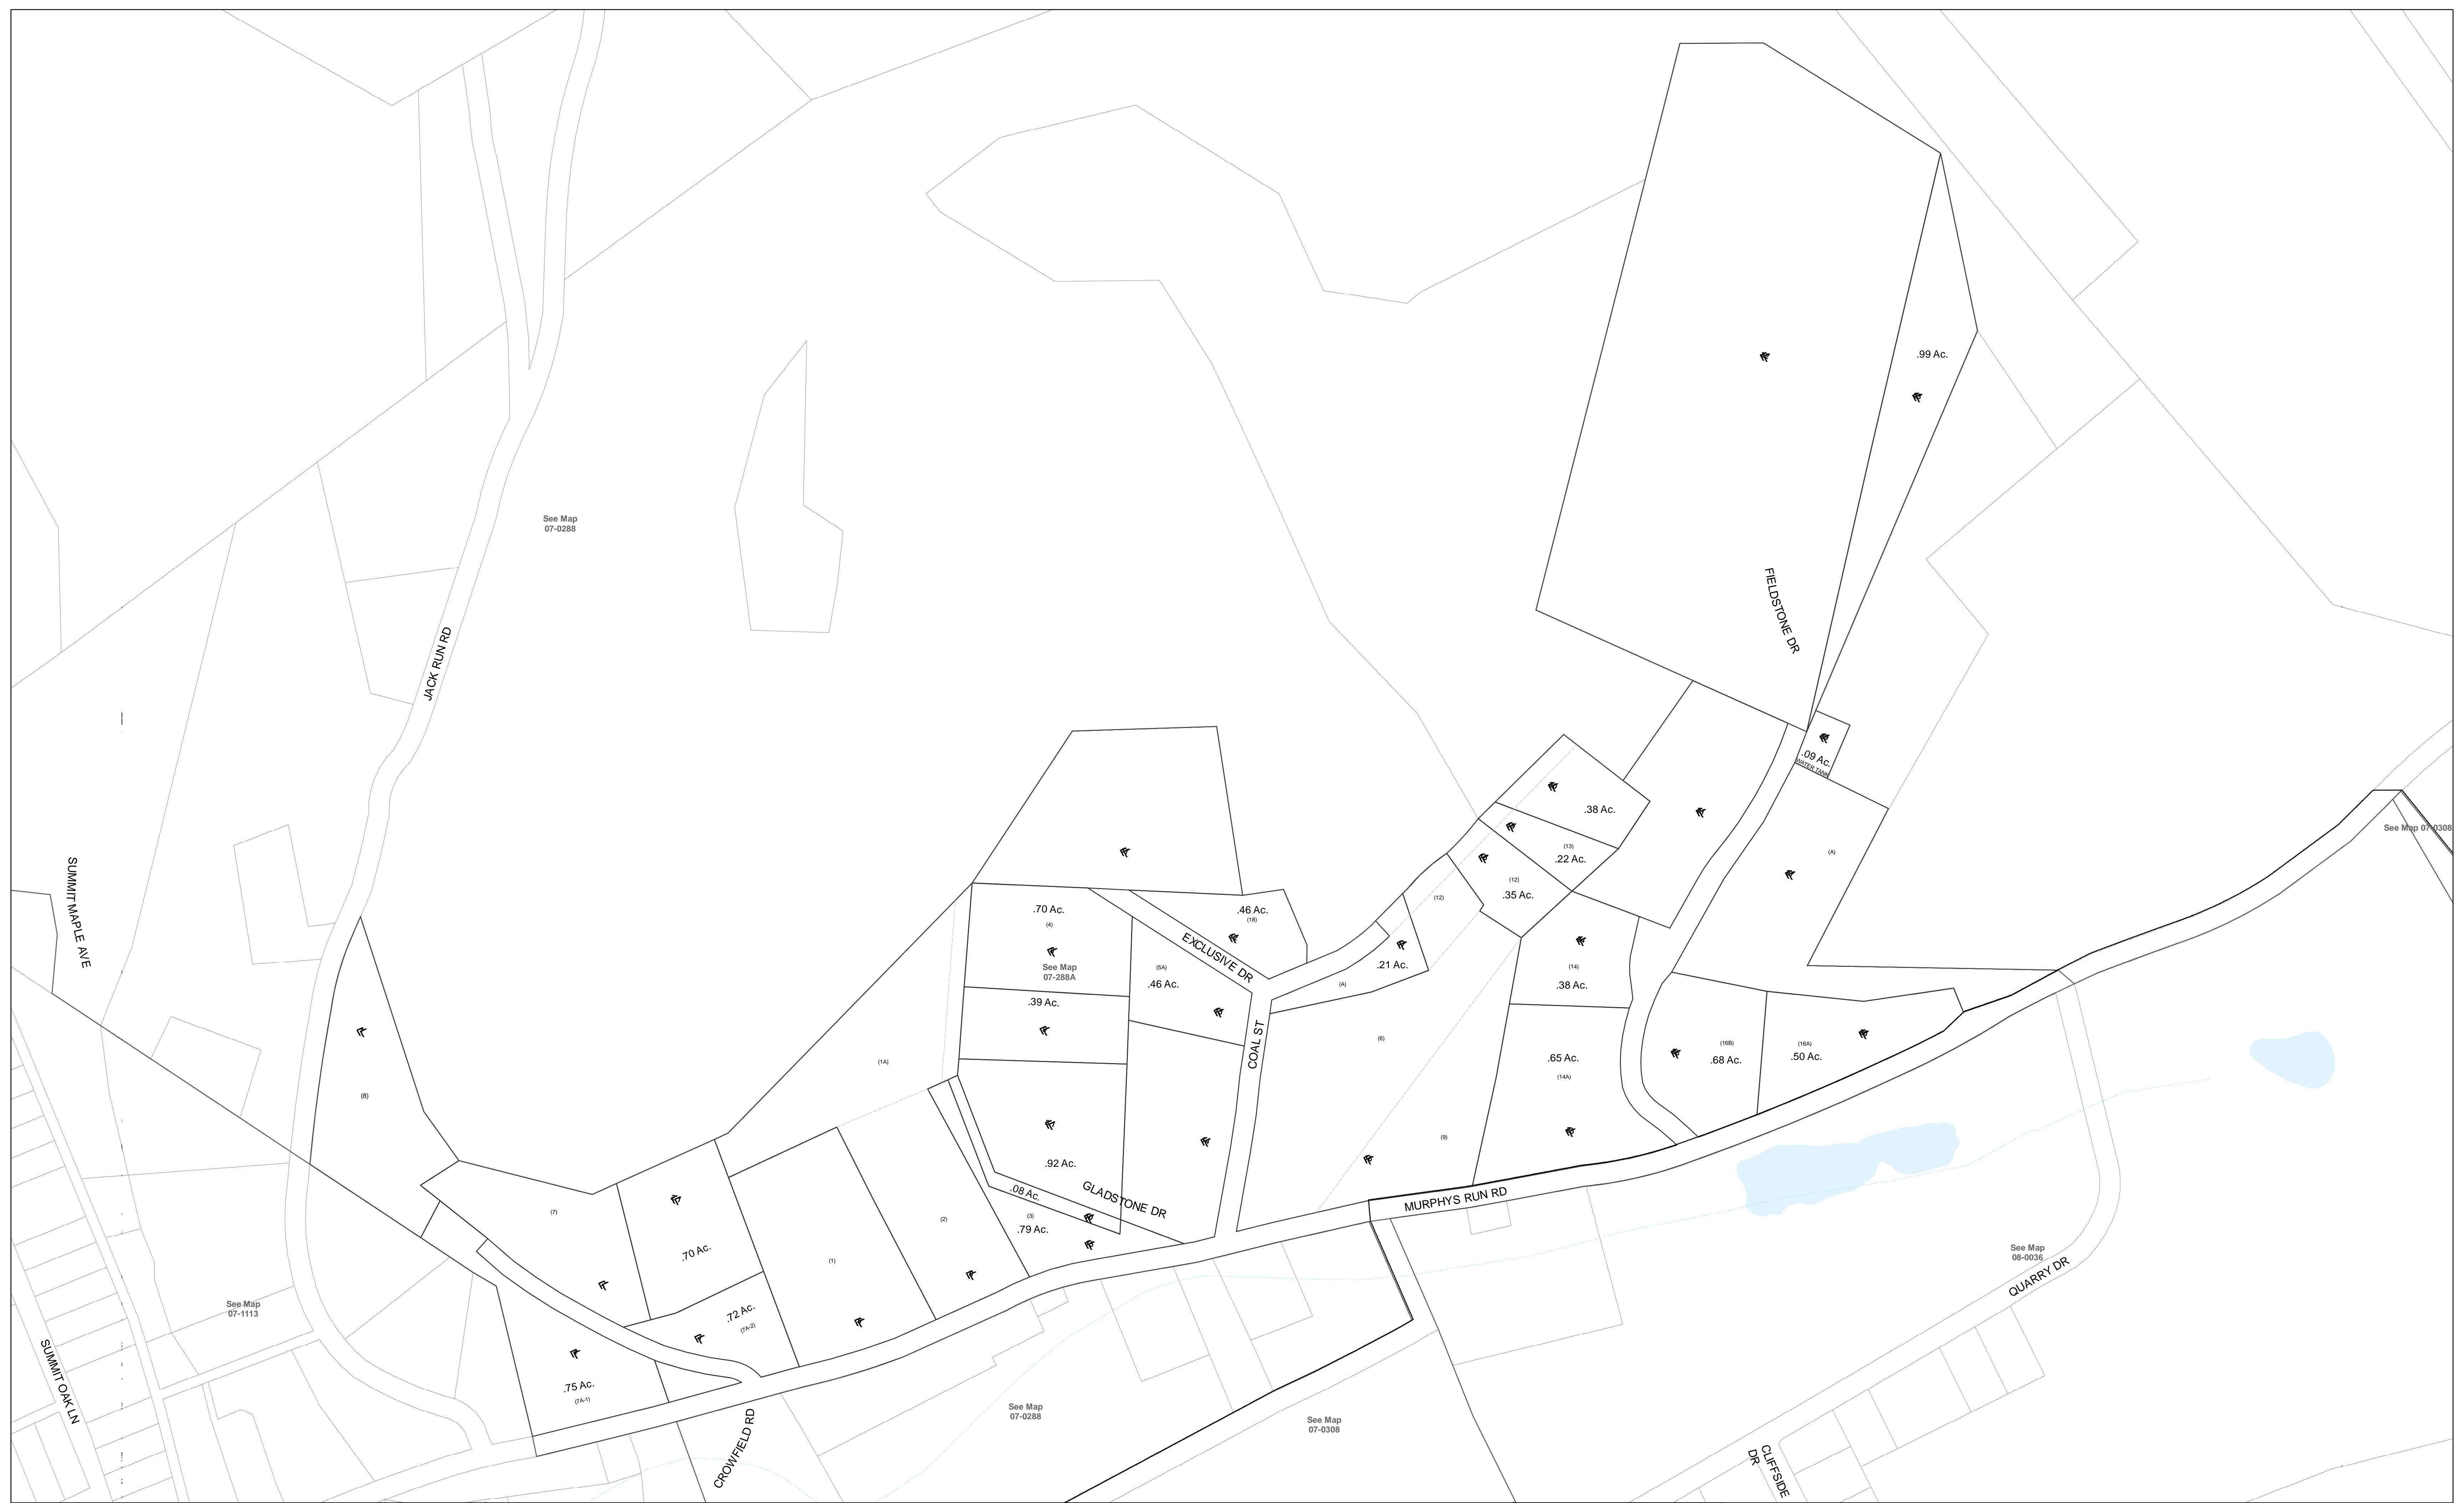 .99 Ac.
See Map
07-0288
FIELDSTONE DR
JACK RUN RD
.09 Ac.
WATER TANK
.38 Ac.
See Map 07-0308
(13)
.22 Ac.
(A)
(12)
.35 Ac.
(12)
SUMMIT MAPLE AVE
.70 Ac.
(4)
.46 Ac.
(18)
EXCLUSIVE DR
See Map
07-288A
(5A)
.46 Ac.
.21 Ac.
(A)
(14)
.38 Ac.
.39 Ac.
COAL ST
(6)
(16B)
.68 Ac.
(16A)
.50 Ac.
.65 Ac.
(14A)
(1A)
(8)
(9)
.92 Ac.
.08 Ac.
GLADSTONE DR
MURPHYS RUN RD
(7)
(2)
(3)
.79 Ac.
.70 Ac.
(1)
See Map
08-0036
QUARRY DR
See Map
07-1113
.72 Ac.
(7A-2)
SUMMIT OAK LN
.75 Ac.
(7A-1)
CROWFIELD RD
See Map
07-0288
See Map
07-0308
CLIFFSIDE
DR